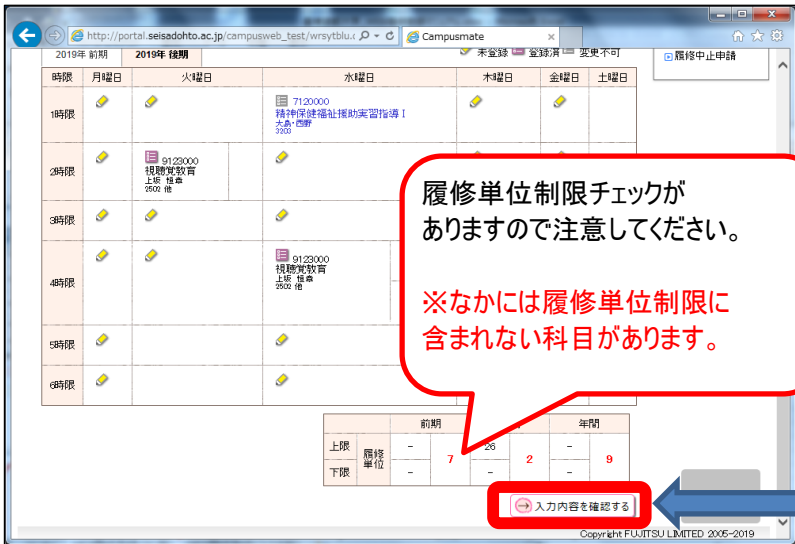 http://portal.seisadohto.ac.jp/campusweb_test/wrsytblu.c
Campusmate
2019年 前期 2019年 後期
未登録 登録済 変更不可
履修中止申請
時限 月曜日 火曜日 水曜日 木曜日 金曜日 土曜日
1時限
7120000
精神保健福祉援助実習指導Ⅰ
大島・西野
3203
2時限
9123000
視聴覚教育
上坂 恒章
2502 他
3時限
4時限
9123000
視聴覚教育
上坂 恒章
2502 他
5時限
6時限
履修単位制限チェックが
ありますので注意してください。
※なかには履修単位制限に
含まれない科目があります。
前期 年間
上限 履修単位 - 7 26 2 - 9
下限 - - -
入力内容を確認する
Copyright FUJITSU LIMITED 2005-2019